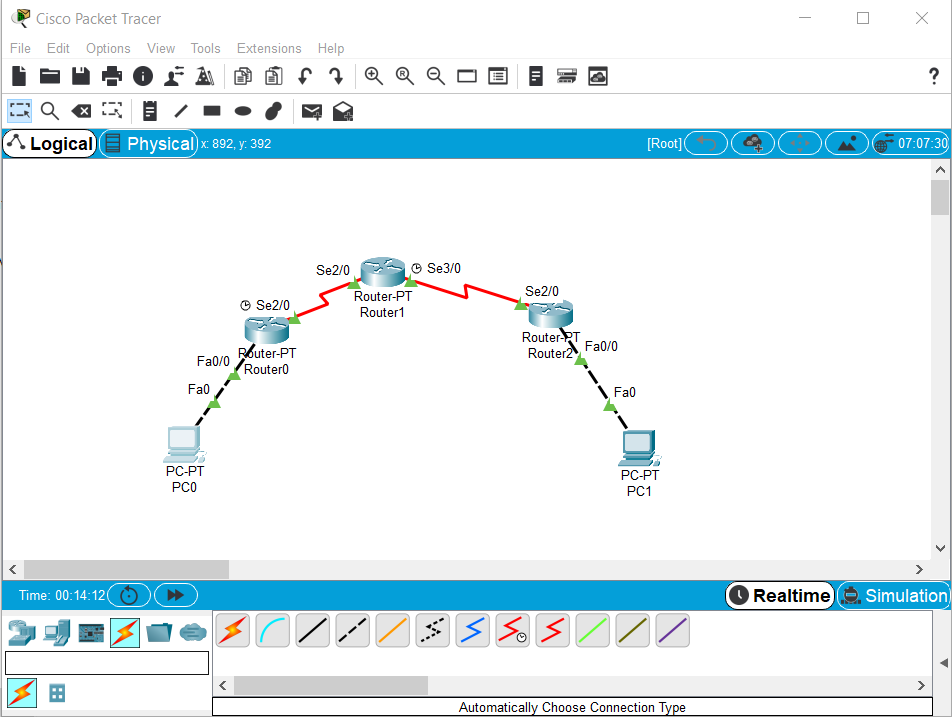 Cisco Packet Tracer
File Edit Options View Tools Extensions Help
?
Logical Physical x: 892, y: 392 [Root] 07:07:30
Se2/0
Router-PT
Router1
Se3/0
Se2/0
Router-PT
Router0
Se2/0
Router-PT
Router2
Fa0/0
Fa0
Fa0/0
Fa0
PC-PT
PC0
PC-PT
PC1
Time: 00:14:12 Realtime Simulation
Automatically Choose Connection Type